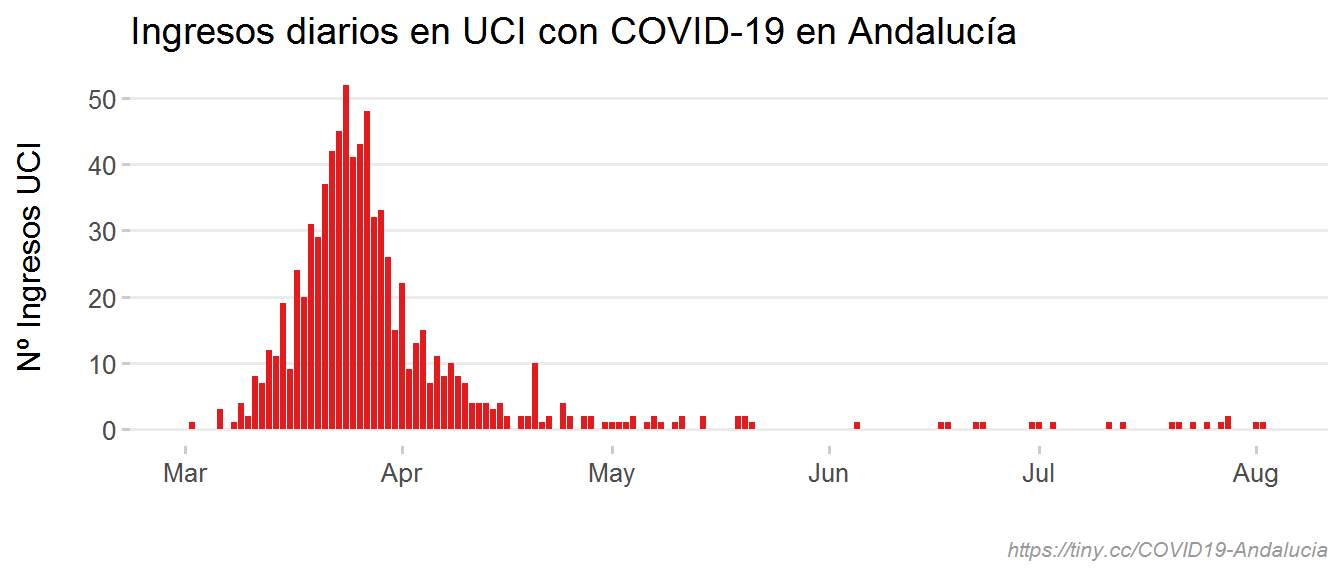 Ingresos diarios en UCI con COVID-19 en Andalucía
Nº Ingresos UCI
50
40
30
20
10
0
Mar Apr May Jun Jul Aug
https://tiny.cc/COVID19-Andalucia